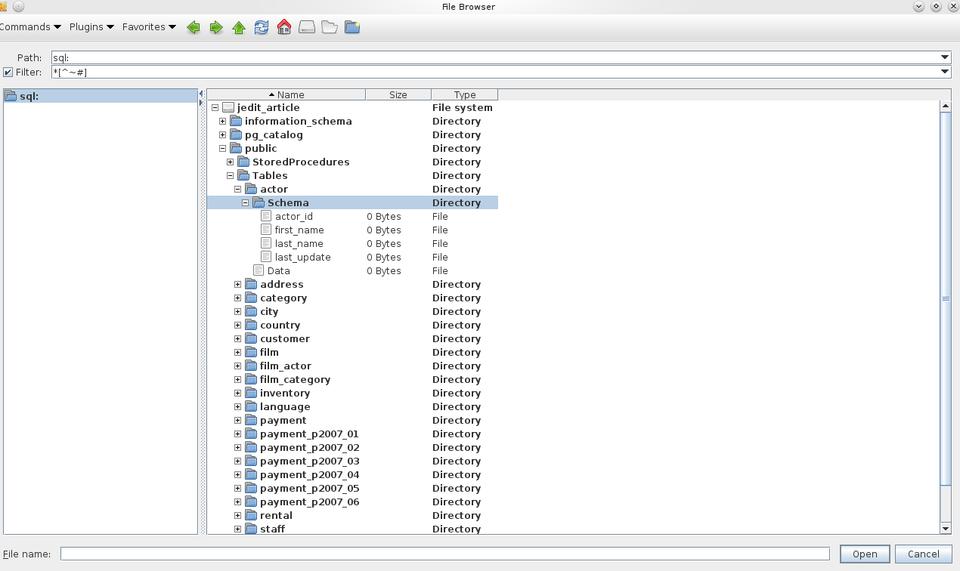 File Browser
Commands Plugins Favorites
Path: sql:
Filter: *[^~#]
sql:
Name Size Type
jedit_article File system
information_schema Directory
pg_catalog Directory
public Directory
StoredProcedures Directory
Tables Directory
actor Directory
Schema Directory
actor_id 0 Bytes File
first_name 0 Bytes File
last_name 0 Bytes File
last_update 0 Bytes File
Data 0 Bytes File
address Directory
category Directory
city Directory
country Directory
customer Directory
film Directory
film_actor Directory
film_category Directory
inventory Directory
language Directory
payment Directory
payment_p2007_01 Directory
payment_p2007_02 Directory
payment_p2007_03 Directory
payment_p2007_04 Directory
payment_p2007_05 Directory
payment_p2007_06 Directory
rental Directory
staff Directory
File name: Open Cancel